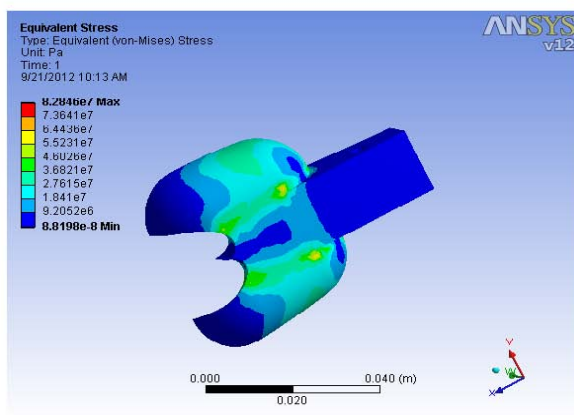 Equivalent Stress
Type: Equivalent (von-Mises) Stress
Unit: Pa
Time: 1
9/21/2012 10:13 AM
8.2846e7 Max
7.3641e7
6.4436e7
5.5231e7
4.6026e7
3.6821e7
2.7615e7
1.841e7
9.2052e6
8.8198e-8 Min
ANSYS
v12
0.000
0.040 (m)
0.020
Y
X